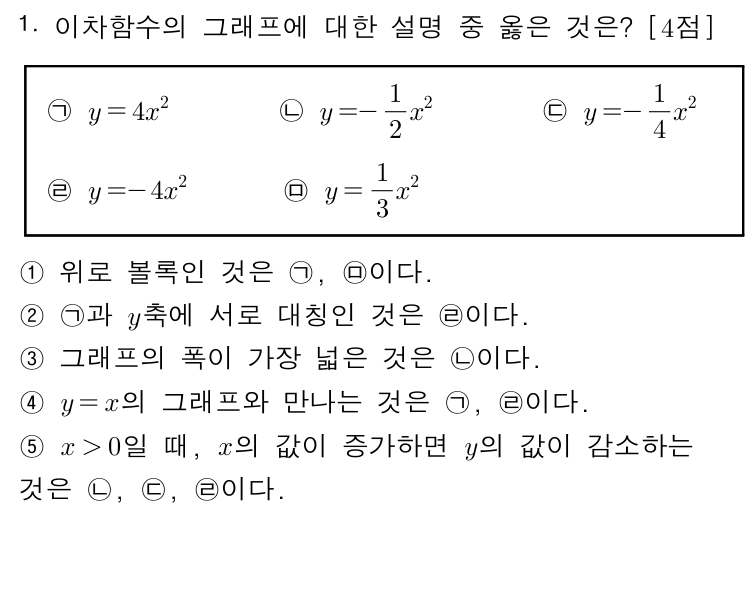 1. 이차함수의 그래프에 대한 설명 중 옳은 것은? [4점]
㉠ y=4x² ㉡ y=-1/2x² ㉢ y=-1/4x²
㉣ y=-4x² ㉤ y=1/3x²
① 위로 볼록인 것은 ㉠, ㉤이다.
② ㉠과 y축에 서로 대칭인 것은 ㉣이다.
③ 그래프의 폭이 가장 넓은 것은 ㉡이다.
④ y=x의 그래프와 만나는 것은 ㉠, ㉣이다.
⑤ x>0일 때, x의 값이 증가하면 y의 값이 감소하는
것은 ㉡, ㉢, ㉣이다.